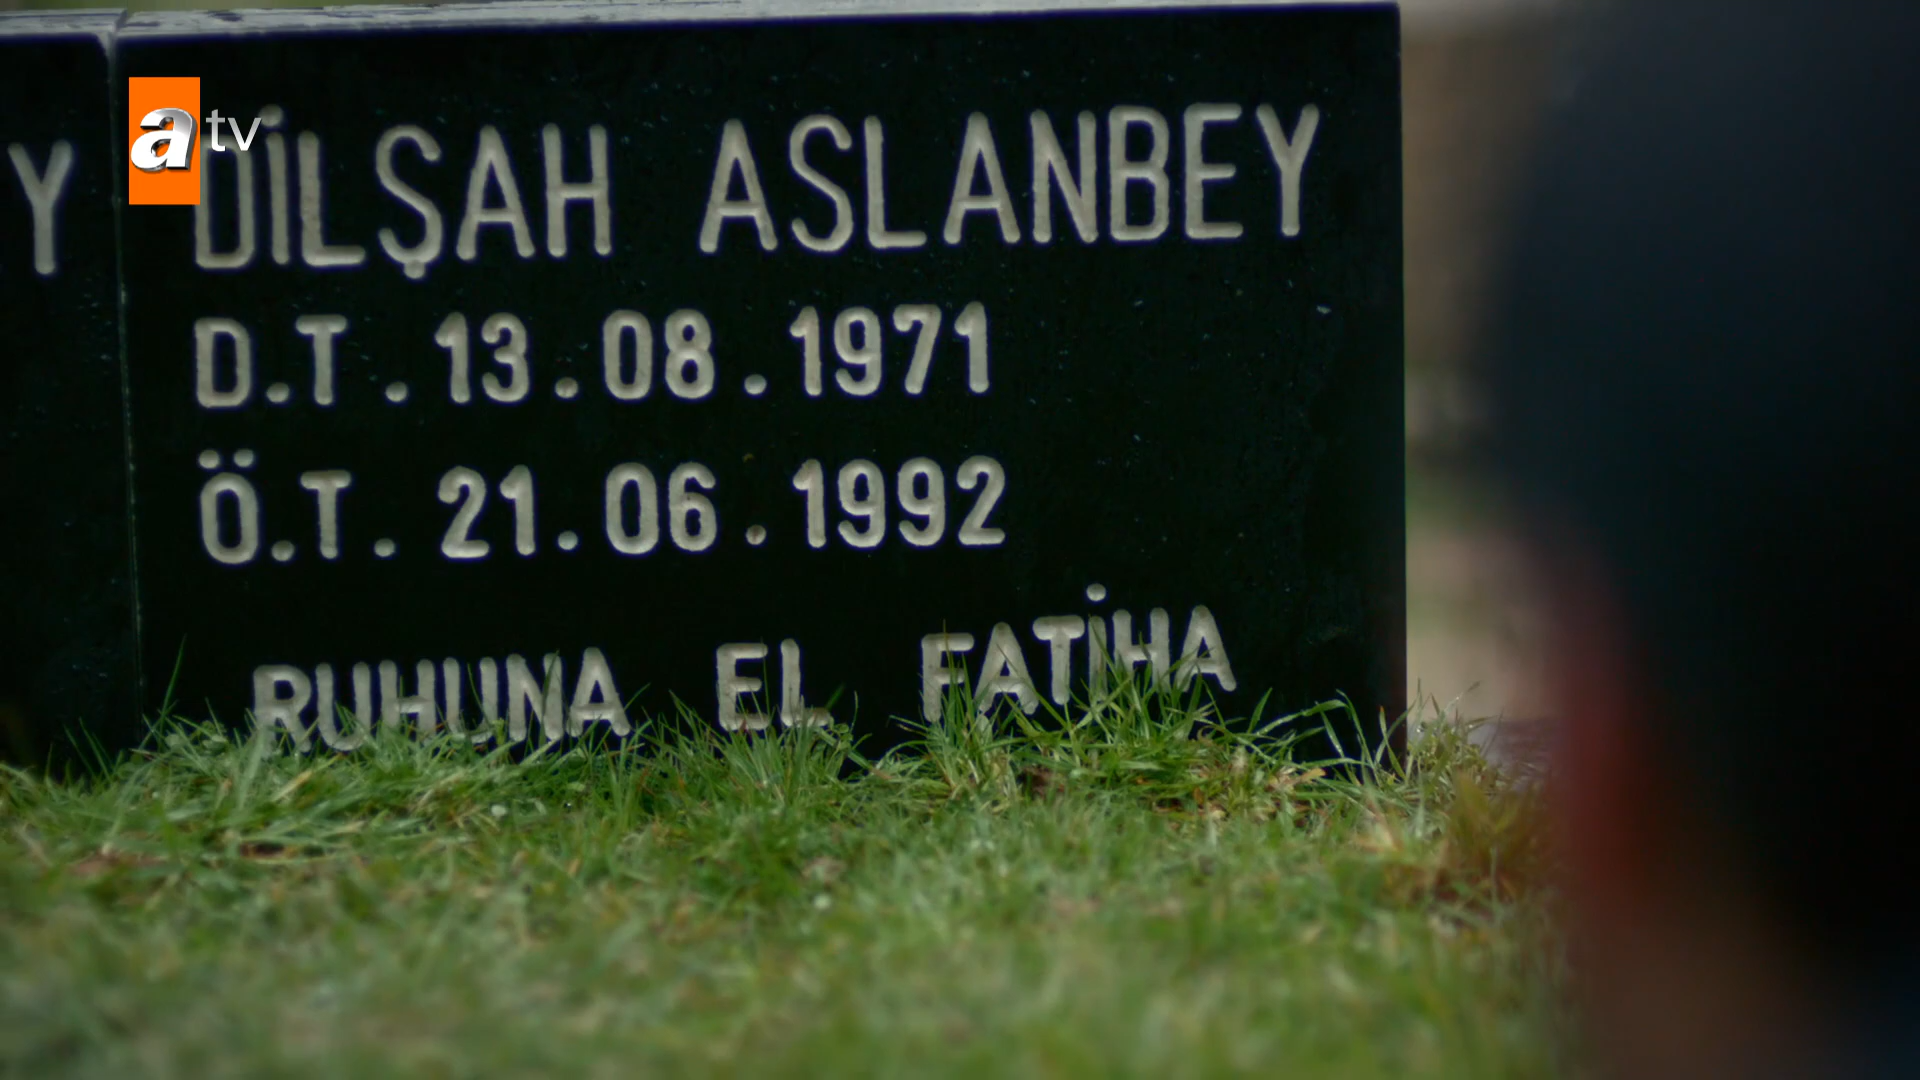 atv
Y
DİLŞAH ASLANBEY
D.T. 13.08.1971
Ö.T. 21.06.1992
RUHUNA EL FATİHA